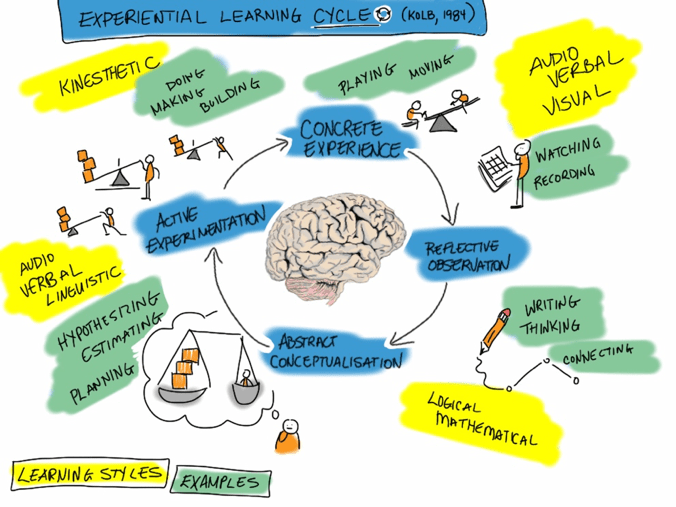 EXPERIENTIAL LEARNING CYCLE (KOLB, 1984)
KINESTHETIC
DOING
MAKING
BUILDING
PLAYING MOVING
AUDIO
VERBAL
VISUAL
CONCRETE
EXPERIENCE
WATCHING
RECORDING
ACTIVE
EXPERIMENTATION
REFLECTIVE
OBSERVATION
AUDIO
VERBAL
LINGUISTIC
HYPOTHESIZING
ESTIMATING
PLANNING
ABSTRACT
CONCEPTUALISATION
WRITING
THINKING
CONNECTING
LOGICAL
MATHEMATICAL
LEARNING STYLES
EXAMPLES